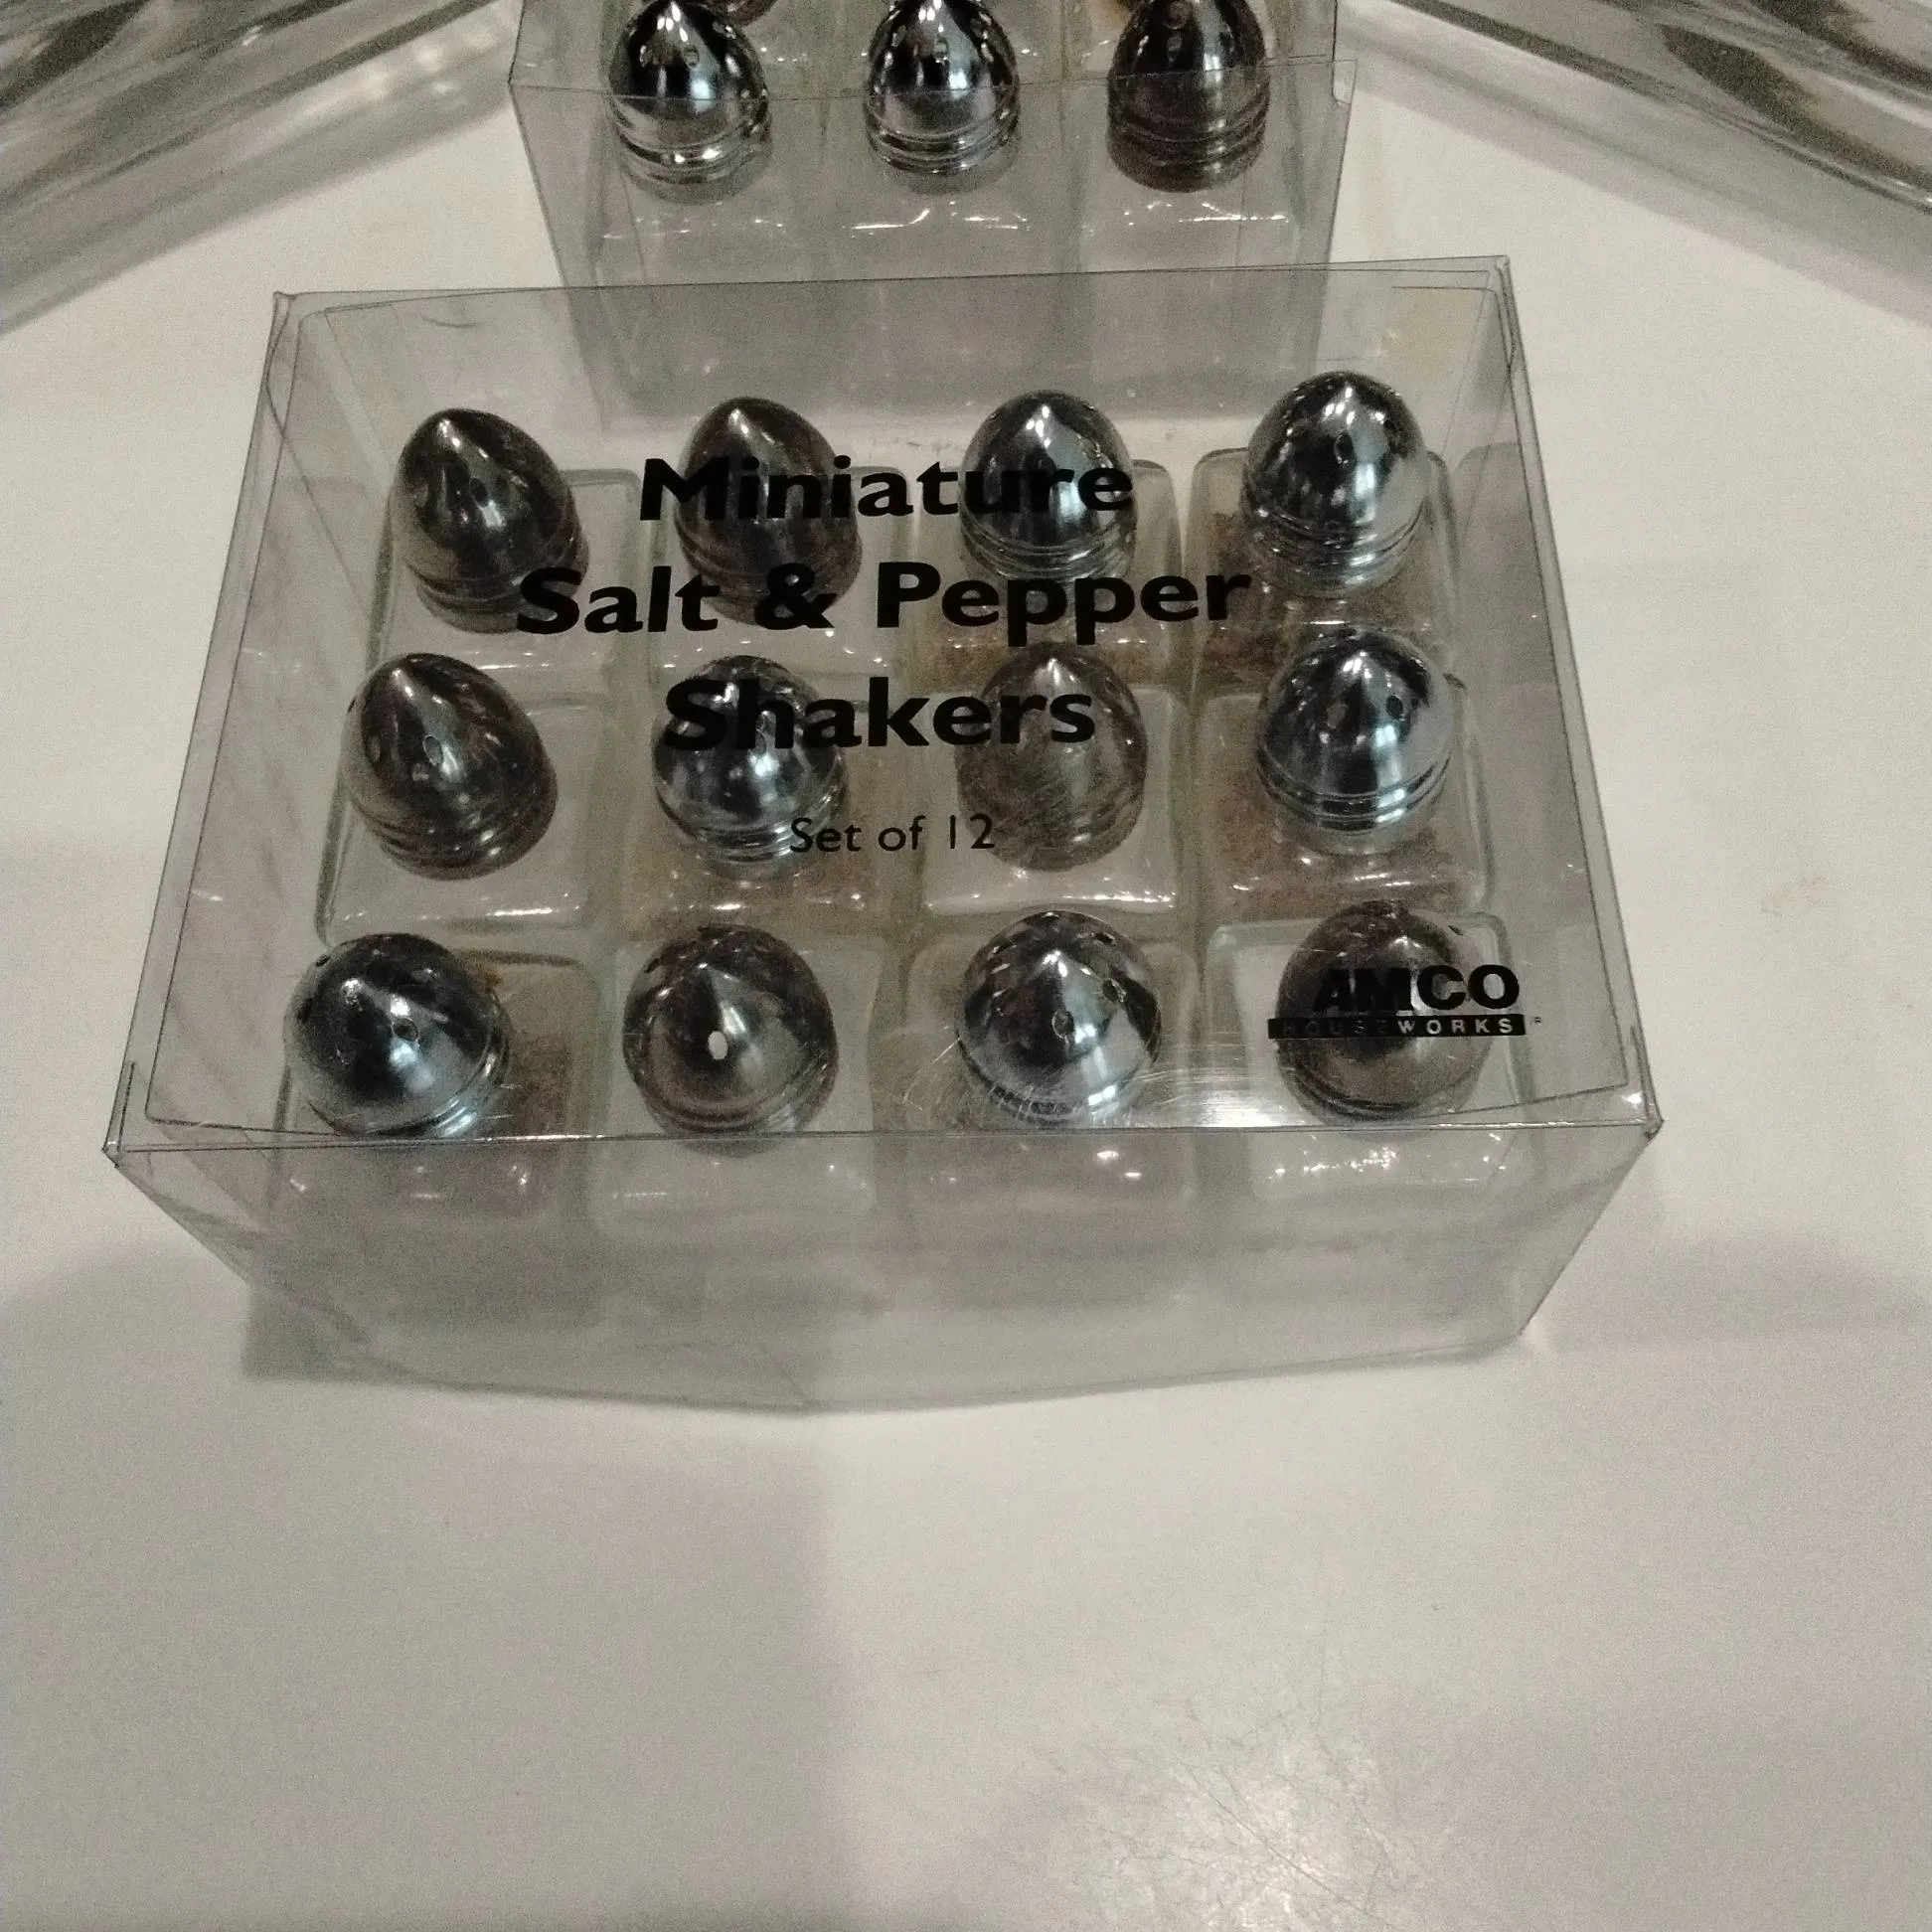 Miniature
Salt & Pepper
Shakers
Set of 12
AMCO
HOUSEWORKS